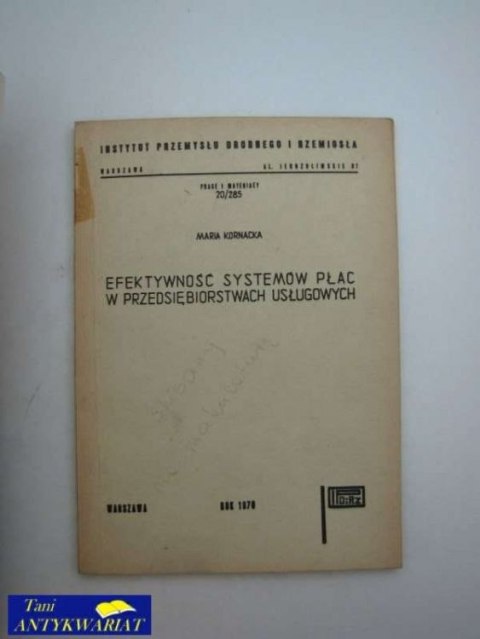 INSTYTUT PRZEMYSŁU DROBNEGO I RZEMIOSŁA
WARSZAWA AL. JEROZOLIMSKIE 87
PRACE I MATERIAŁY
20/285
MARIA KORNACKA
EFEKTYWNOŚĆ SYSTEMÓW PŁAC
W PRZEDSIĘBIORSTWACH USŁUGOWYCH
WARSZAWA ROK 1978
Tani
ANTYKWARIAT